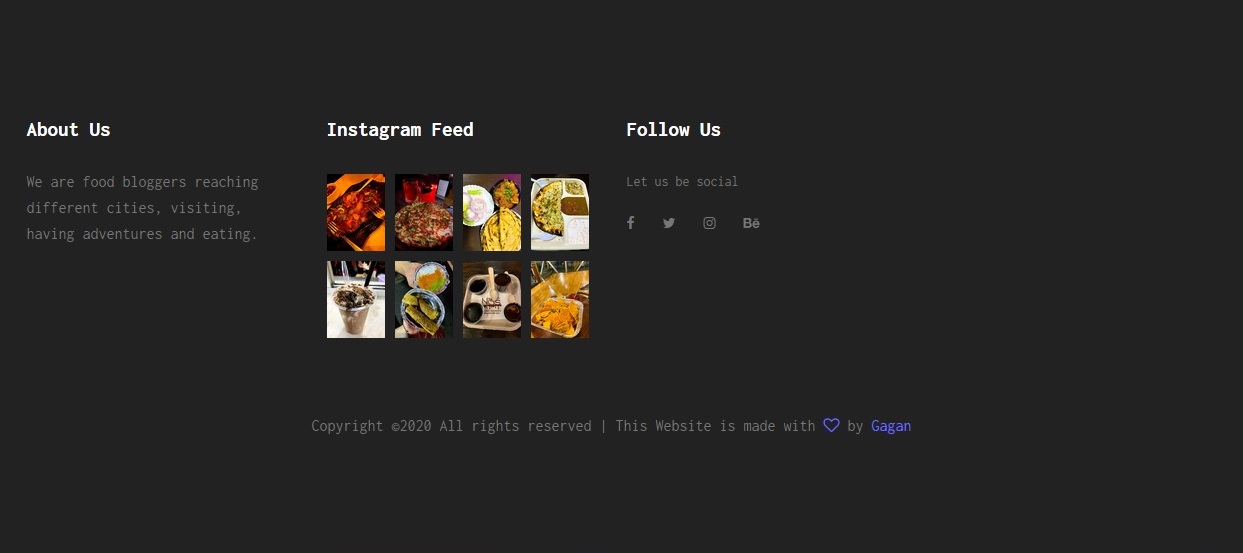 About Us
We are food bloggers reaching
different cities, visiting,
having adventures and eating.
Instagram Feed
Follow Us
Let us be social
Bē
Copyright ©2020 All rights reserved | This Website is made with ♡ by Gagan